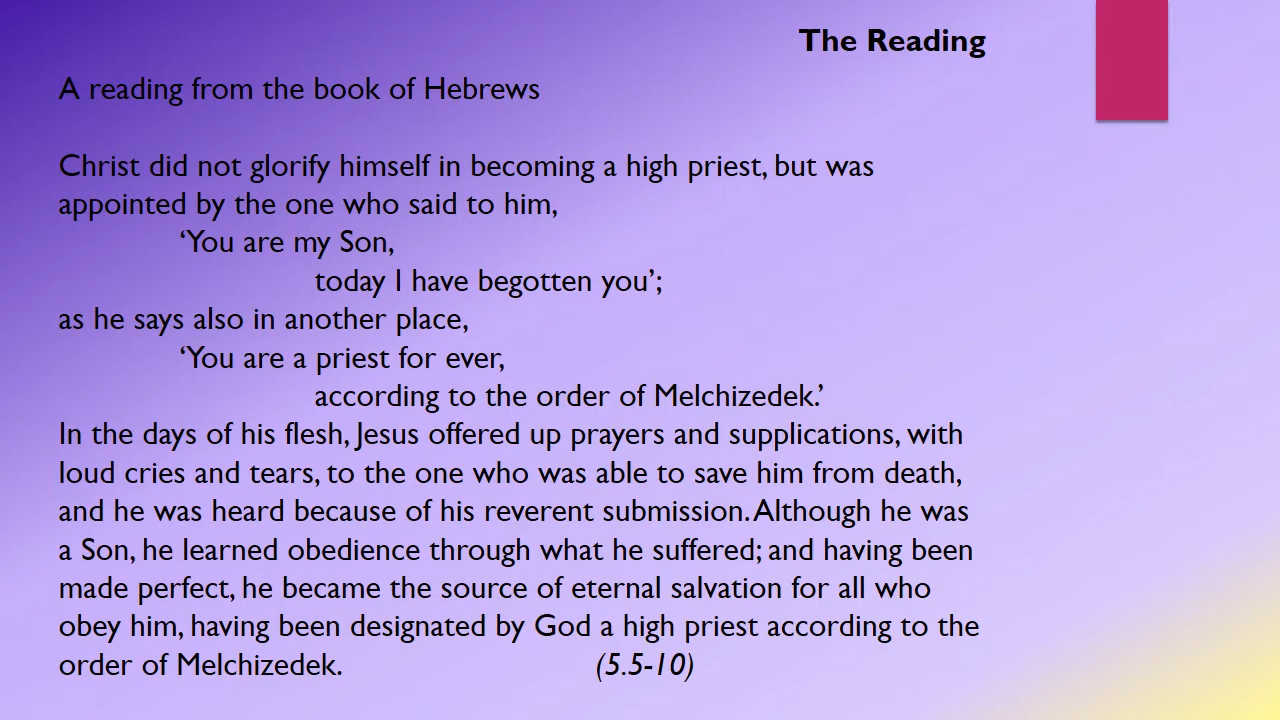 The Reading
A reading from the book of Hebrews
Christ did not glorify himself in becoming a high priest, but was
appointed by the one who said to him,
‘You are my Son,
today I have begotten you’;
as he says also in another place,
‘You are a priest for ever,
according to the order of Melchizedek.’
In the days of his flesh, Jesus offered up prayers and supplications, with
loud cries and tears, to the one who was able to save him from death,
and he was heard because of his reverent submission. Although he was
a Son, he learned obedience through what he suffered; and having been
made perfect, he became the source of eternal salvation for all who
obey him, having been designated by God a high priest according to the
order of Melchizedek. (5.5-10)